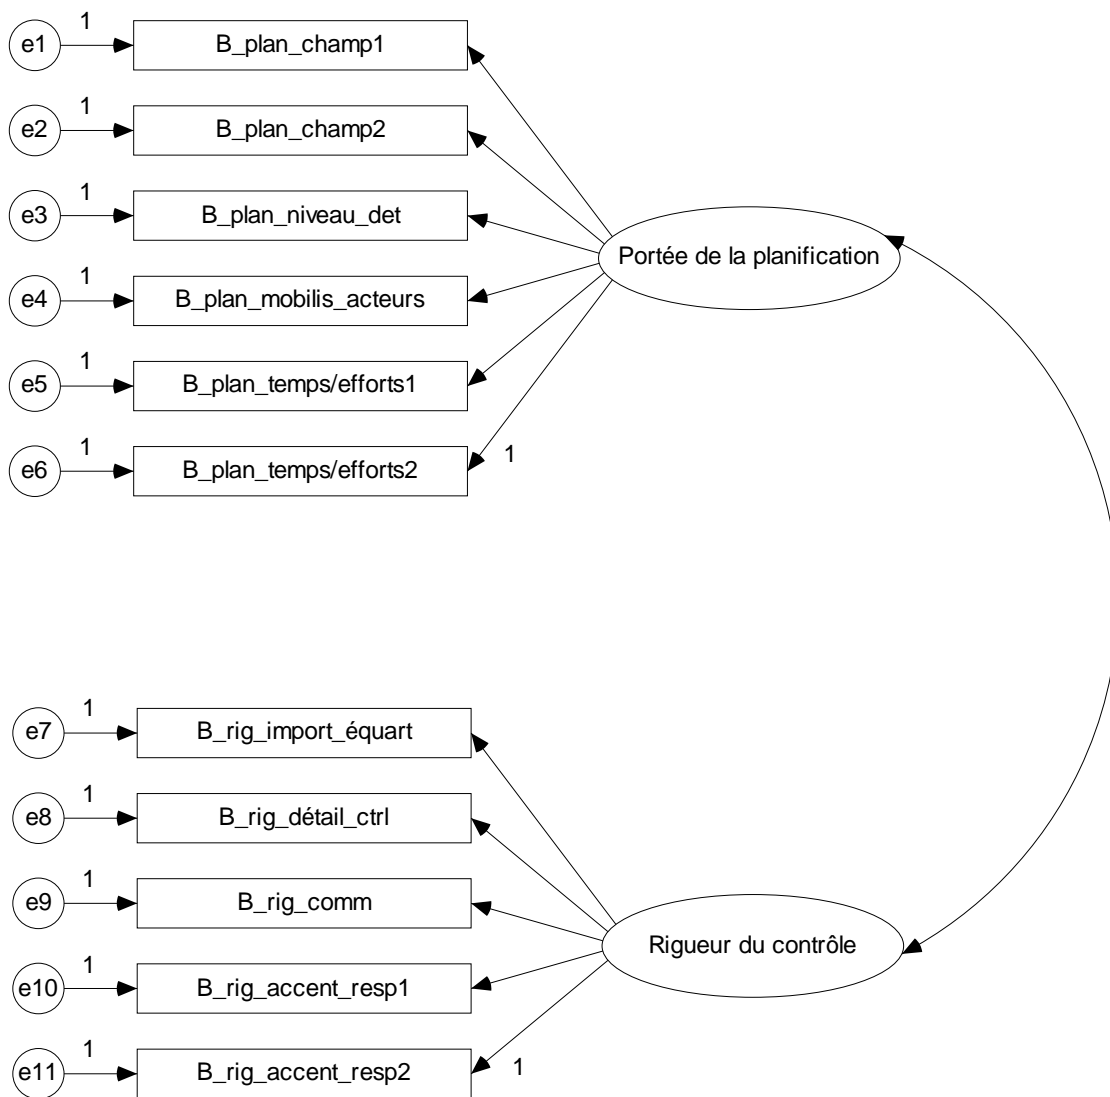 1
e1 B_plan_champ1
1
e2 B_plan_champ2
1
e3 B_plan_niveau_det
Portée de la planification
1
e4 B_plan_mobilis_acteurs
1
e5 B_plan_temps/efforts1
1
e6 B_plan_temps/efforts2 1
1
e7 B_rig_import_équart
1
e8 B_rig_détail_ctrl
1
e9 B_rig_comm
Rigueur du contrôle
1
e10 B_rig_accent_resp1
1
e11 B_rig_accent_resp2 1